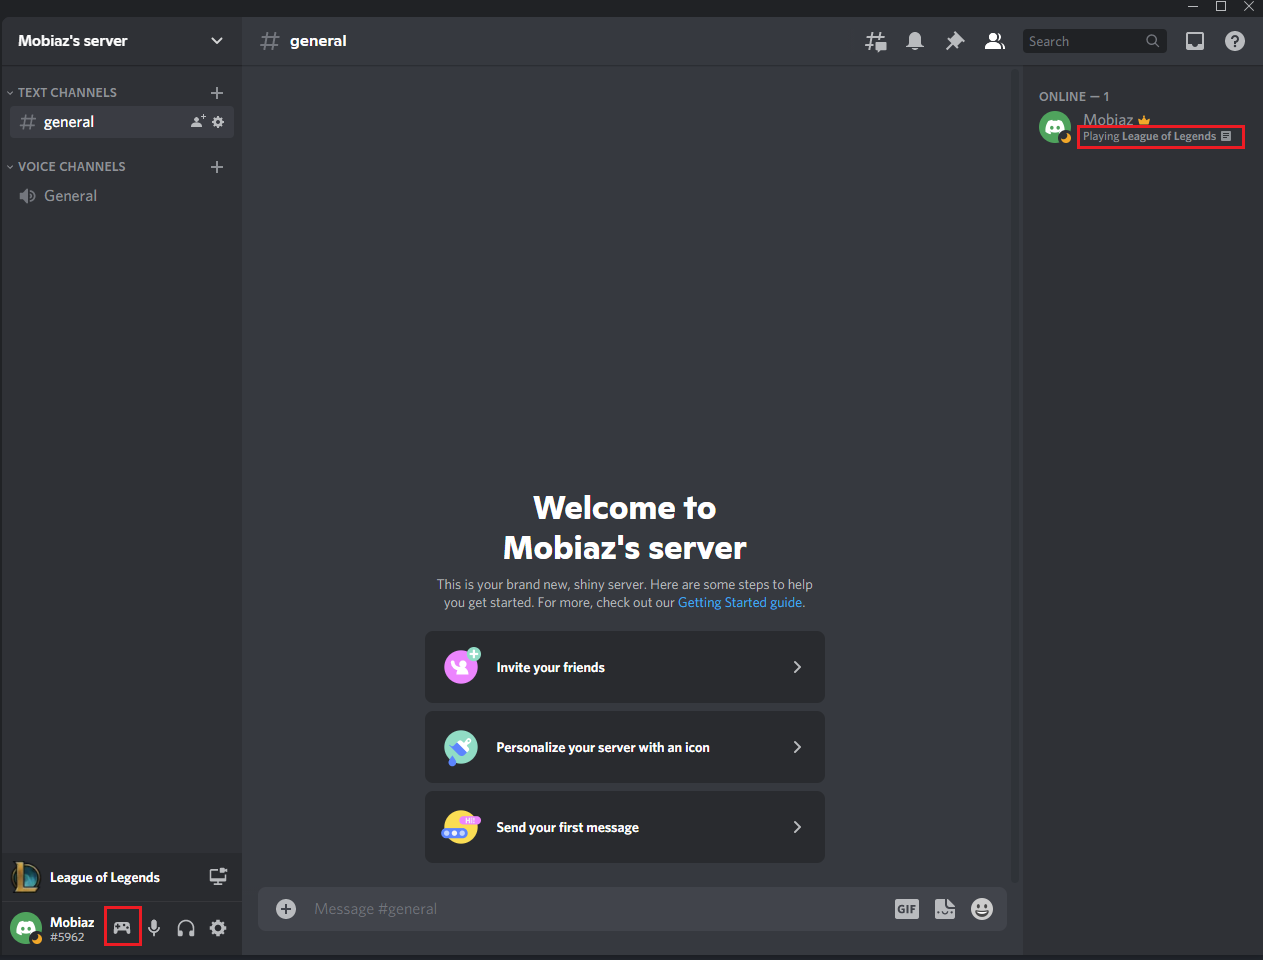 Mobiaz's server
general
Search
TEXT CHANNELS
general
VOICE CHANNELS
General
ONLINE — 1
Mobiaz
Playing League of Legends
Welcome to
Mobiaz's server
This is your brand new, shiny server. Here are some steps to help
you get started. For more, check out our Getting Started guide.
Invite your friends
Personalize your server with an icon
Hi!
Send your first message
League of Legends
Mobiaz
#5962
Message #general
GIF